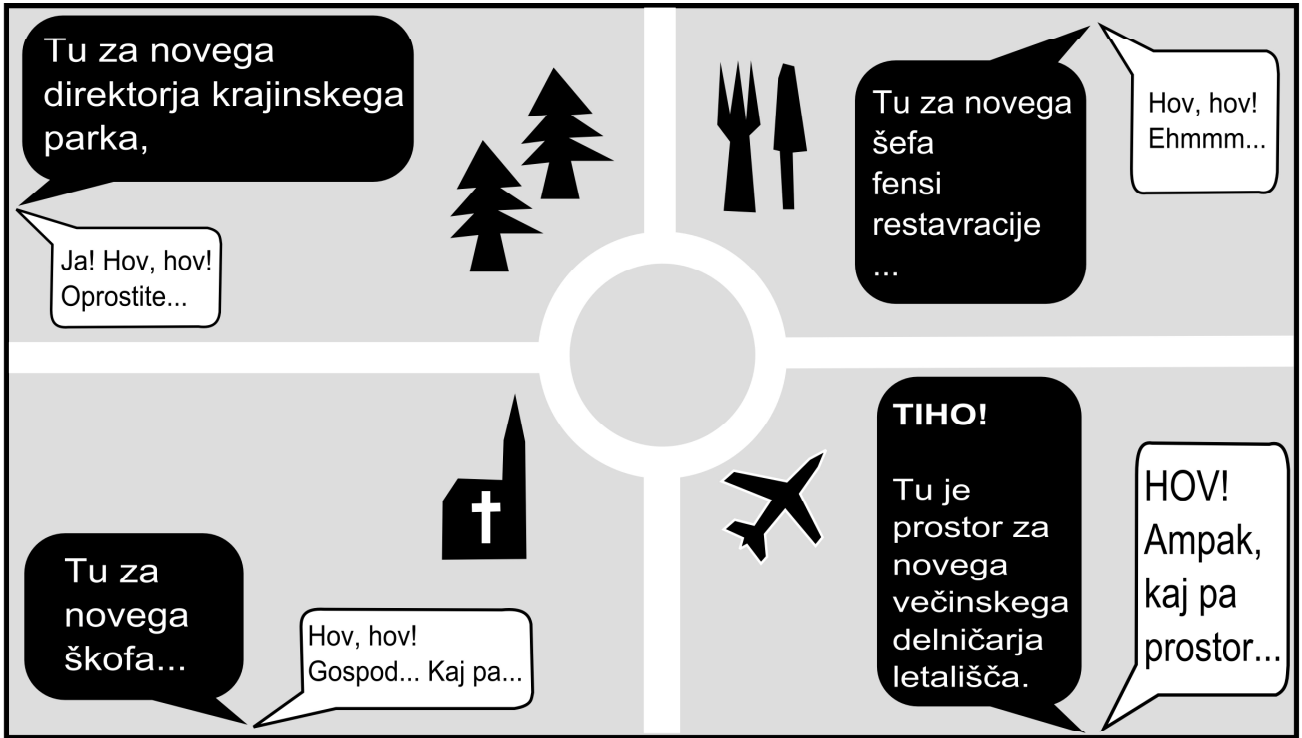 Tu za novega
direktorja krajinskega
parka,
Ja! Hov, hov!
Oprostite...
Tu za novega
šefa
fensi
restavracije
...
Hov, hov!
Ehmmm...
Tu za
novega
škofa...
Hov, hov!
Gospod... Kaj pa...
TIHO!
Tu je
prostor za
novega
večinskega
delničarja
letališča.
HOV!
Ampak,
kaj pa
prostor...